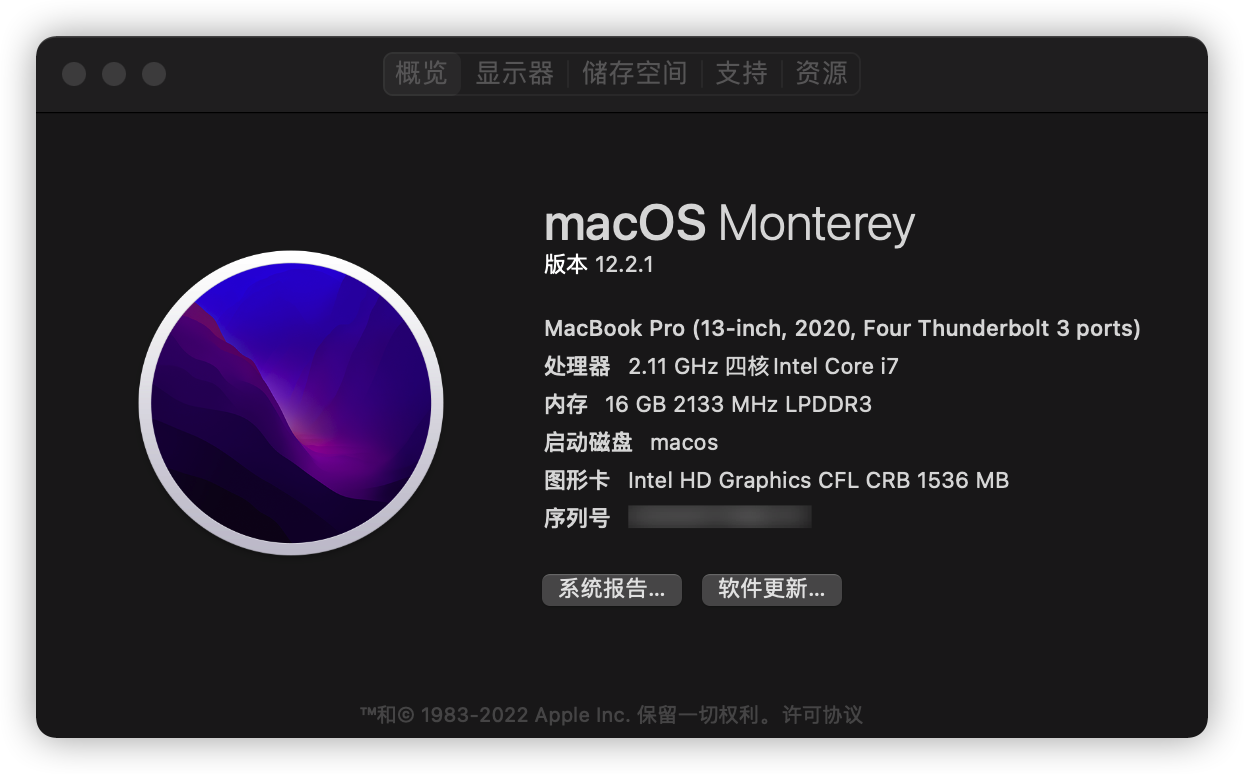 概览 显示器 储存空间 支持 资源
macOS Monterey
版本 12.2.1
MacBook Pro (13-inch, 2020, Four Thunderbolt 3 ports)
处理器 2.11 GHz 四核Intel Core i7
内存 16 GB 2133 MHz LPDDR3
启动磁盘 macos
图形卡 Intel HD Graphics CFL CRB 1536 MB
序列号
系统报告... 软件更新...
™和© 1983-2022 Apple Inc. 保留一切权利。许可协议